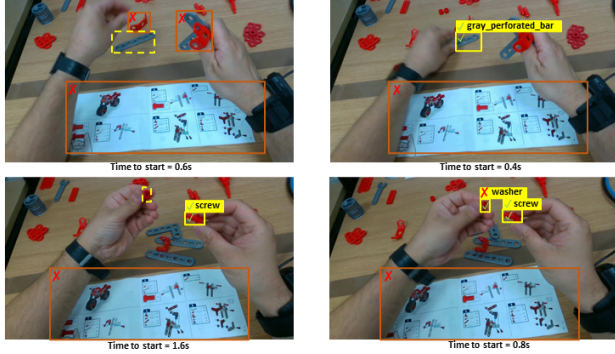 Time to start = 0.6s
gray_perforated_bar
Time to start = 0.4s
screw
Time to start = 1.6s
washer
screw
Time to start = 0.8s